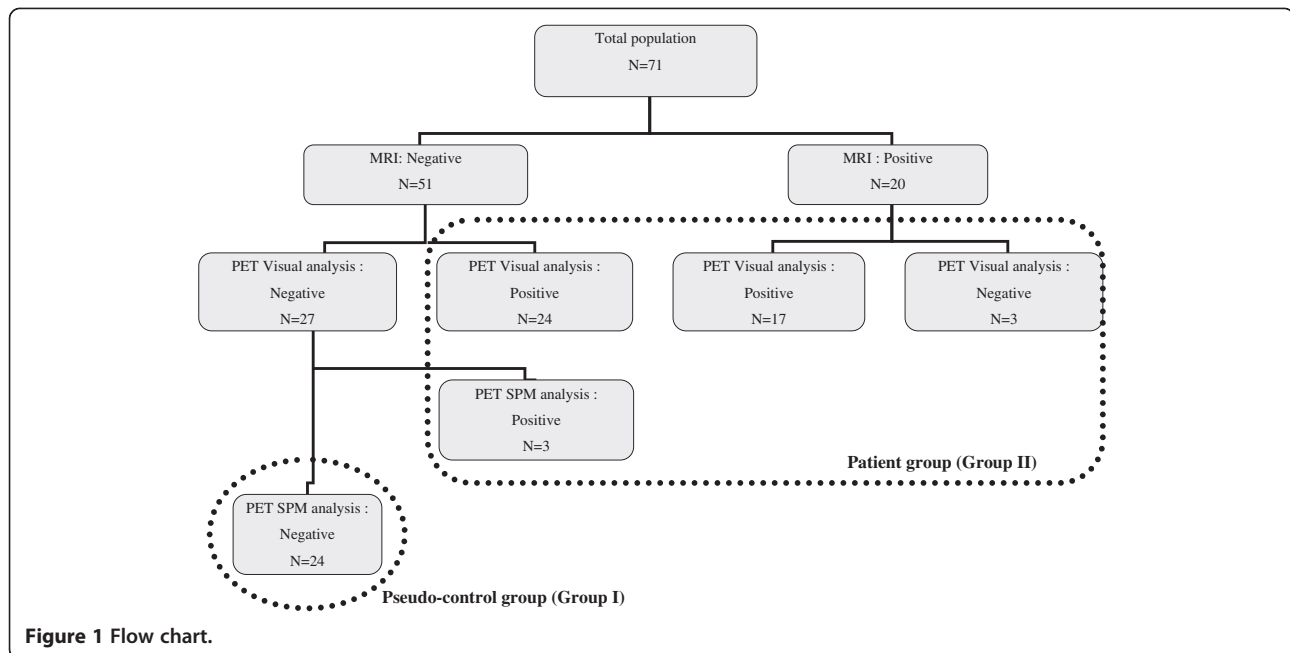 Total population
N=71
MRI: Negative
N=51
MRI : Positive
N=20
PET Visual analysis :
Negative
N=27
PET Visual analysis :
Positive
N=24
PET Visual analysis :
Positive
N=17
PET Visual analysis :
Negative
N=3
PET SPM analysis :
Positive
N=3
Patient group (Group II)
PET SPM analysis :
Negative
N=24
Pseudo-control group (Group I)
Figure 1 Flow chart.